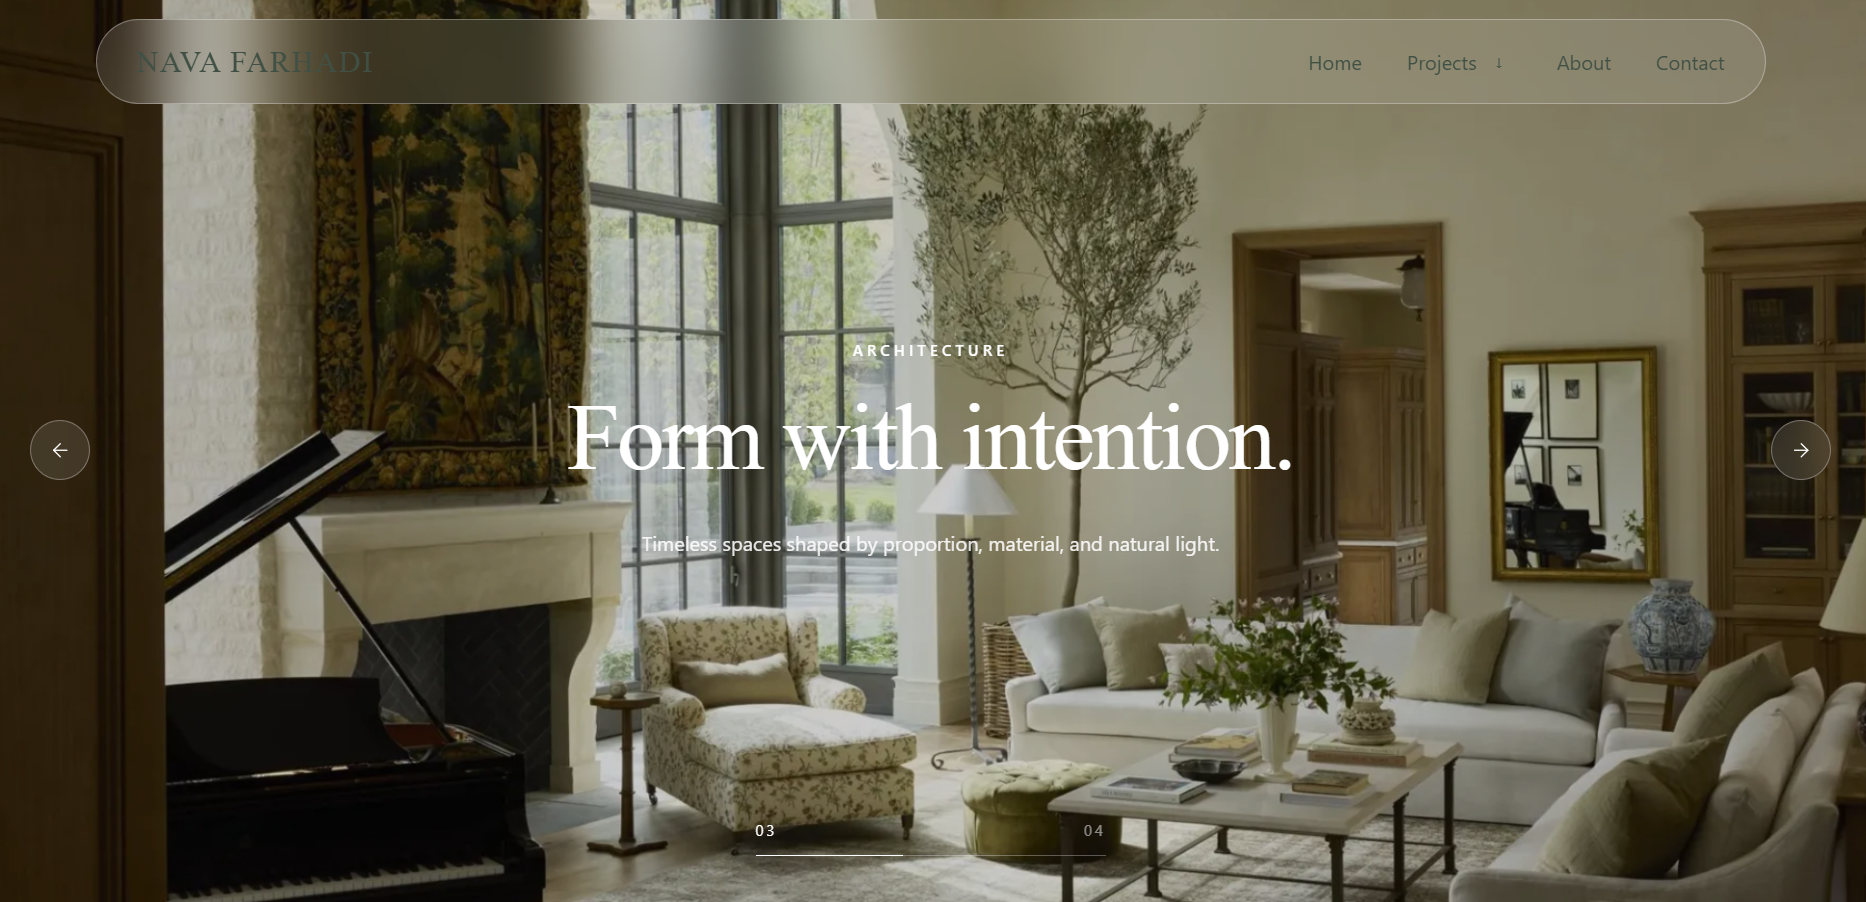 NAVA FARHADI
Home Projects ↓ About Contact
ARCHITECTURE
Form with intention.
Timeless spaces shaped by proportion, material, and natural light.
03 04